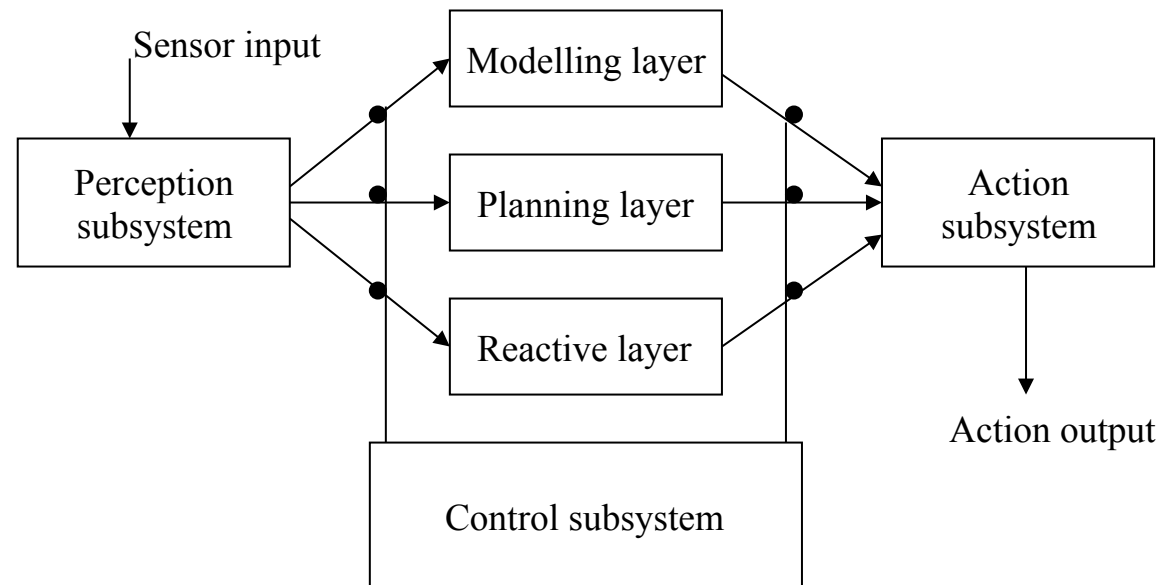 Sensor input
Modelling layer
Perception
subsystem
Planning layer
Action
subsystem
Reactive layer
Action output
Control subsystem